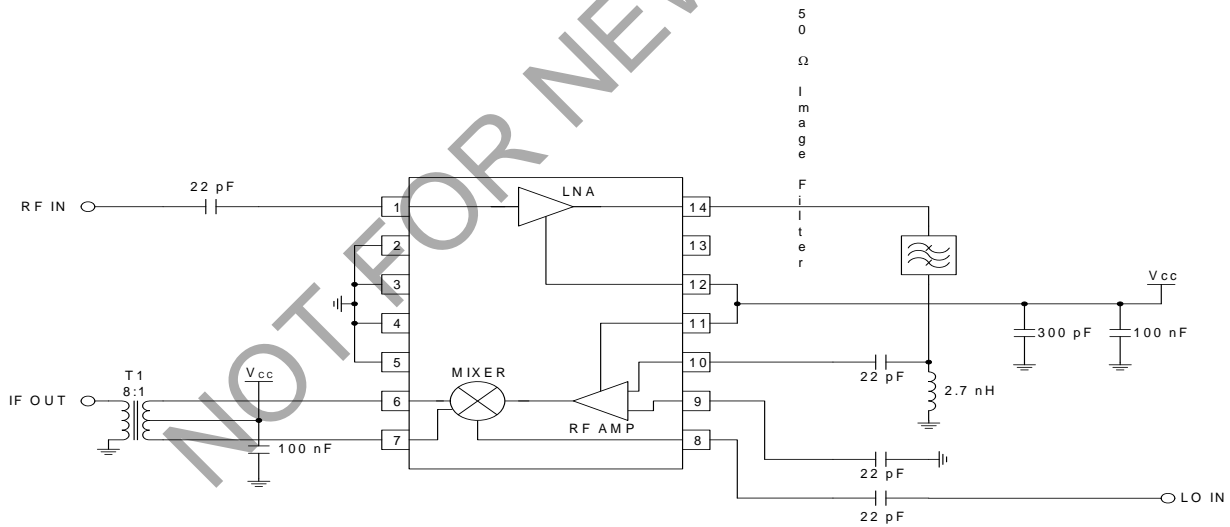 NOT FOR NEW
50 Ω Image Filter
22 pF
LNA
RF IN
1
14
2
13
3
12
Vcc
4
11
300 pF
100 nF
5
10
T1
8:1
Vcc
MIXER
22 pF
2.7 nH
IF OUT
6
9
RF AMP
7
8
100 nF
22 pF
LO IN
22 pF